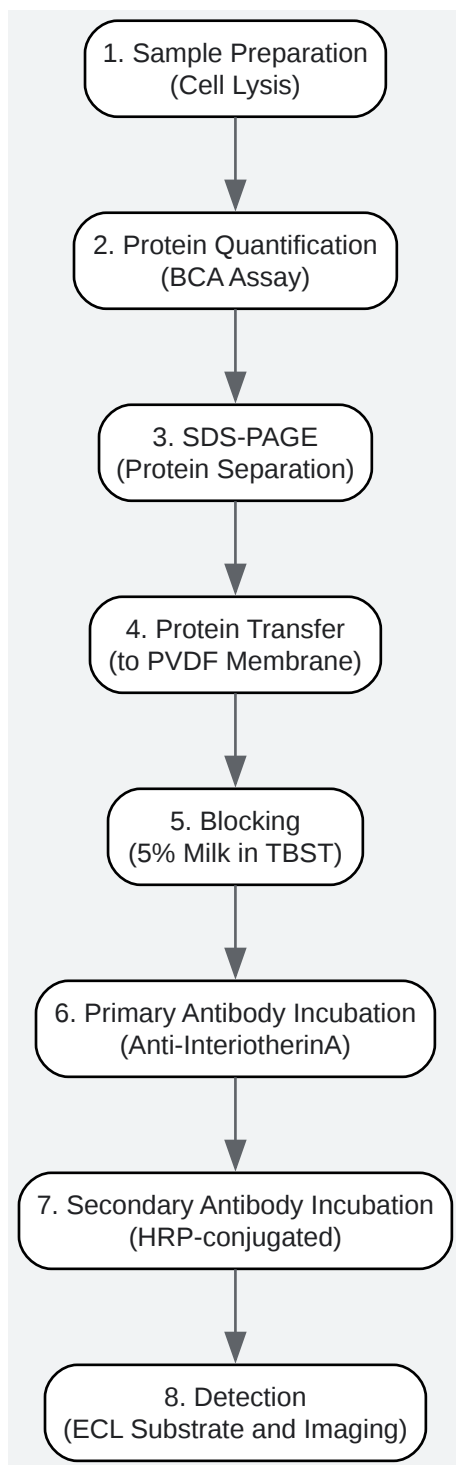 1. Sample Preparation
(Cell Lysis)
2. Protein Quantification
(BCA Assay)
3. SDS-PAGE
(Protein Separation)
4. Protein Transfer
(to PVDF Membrane)
5. Blocking
(5% Milk in TBST)
6. Primary Antibody Incubation
(Anti-InteriotherinA)
7. Secondary Antibody Incubation
(HRP-conjugated)
8. Detection
(ECL Substrate and Imaging)